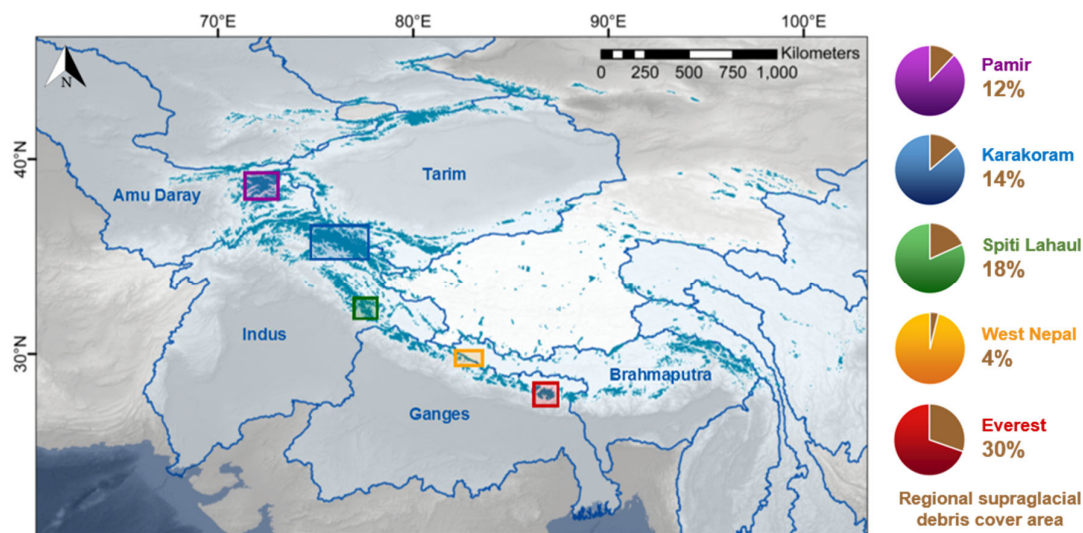 70°E 80°E 90°E 100°E
N
Kilometers
0 250 500 750 1,000
40°N
30°N
Amu Daray
Tarim
Indus
Ganges
Brahmaputra
Pamir
12%
Karakoram
14%
Spiti Lahaul
18%
West Nepal
4%
Everest
30%
Regional supraglacial
debris cover area